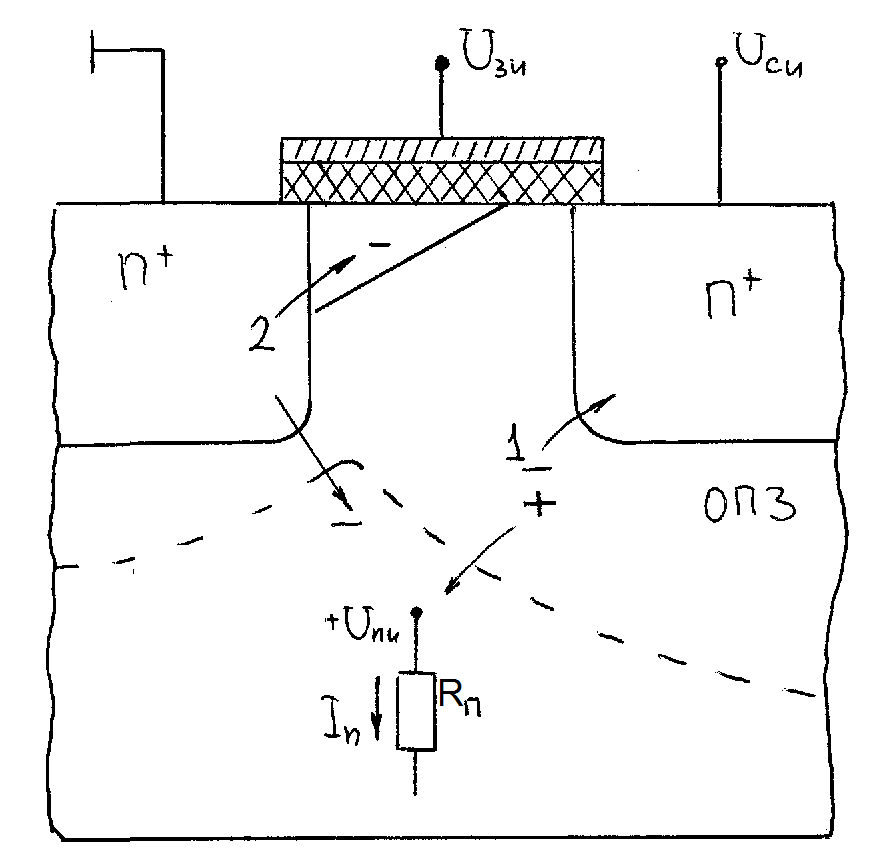 Uзи
Uси
n⁺
n⁺
2
-
1
-
+
ОПЗ
-
+Uпи
Rп
Iп